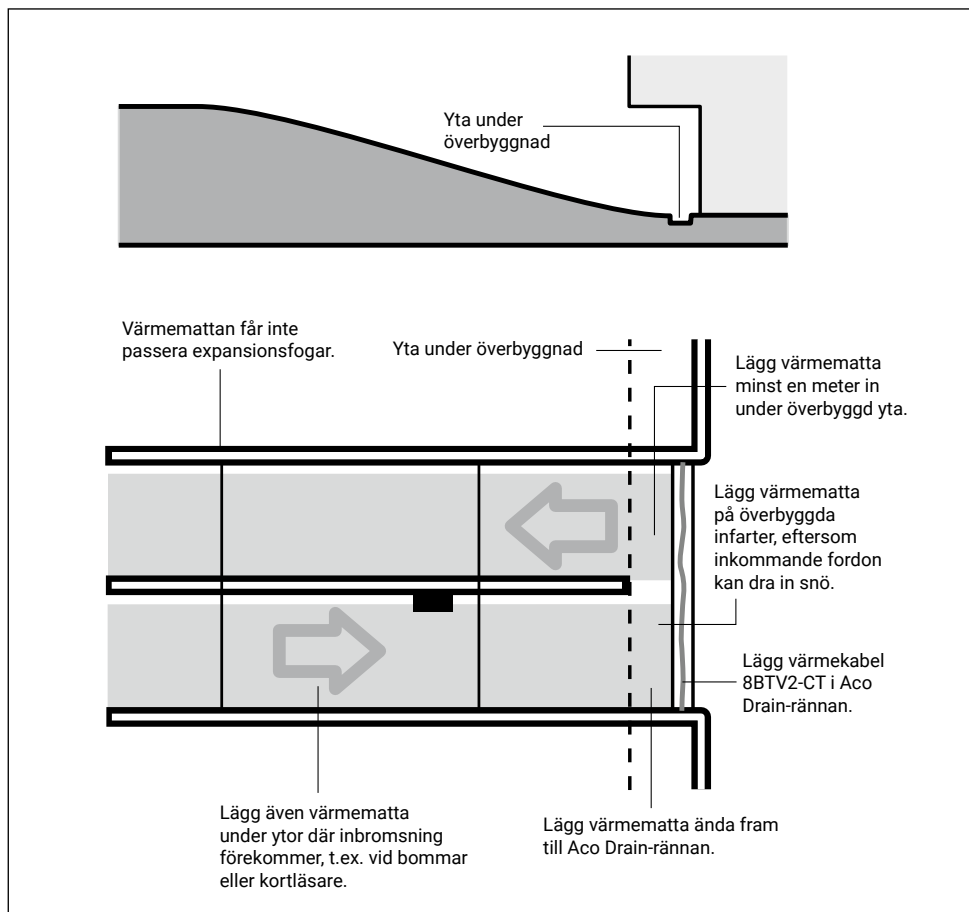 Yta under
överbyggnad
Värmemattan får inte
passera expansionsfogar.
Yta under överbyggnad
Lägg värmematta
minst en meter in
under överbyggd yta.
Lägg värmematta
på överbyggda
infarter, eftersom
inkommande fordon
kan dra in snö.
Lägg värmekabel
8BTV2-CT i Aco
Drain-rännan.
Lägg även värmematta
under ytor där inbromsning
förekommer, t.ex. vid bommar
eller kortläsare.
Lägg värmematta ända fram
till Aco Drain-rännan.